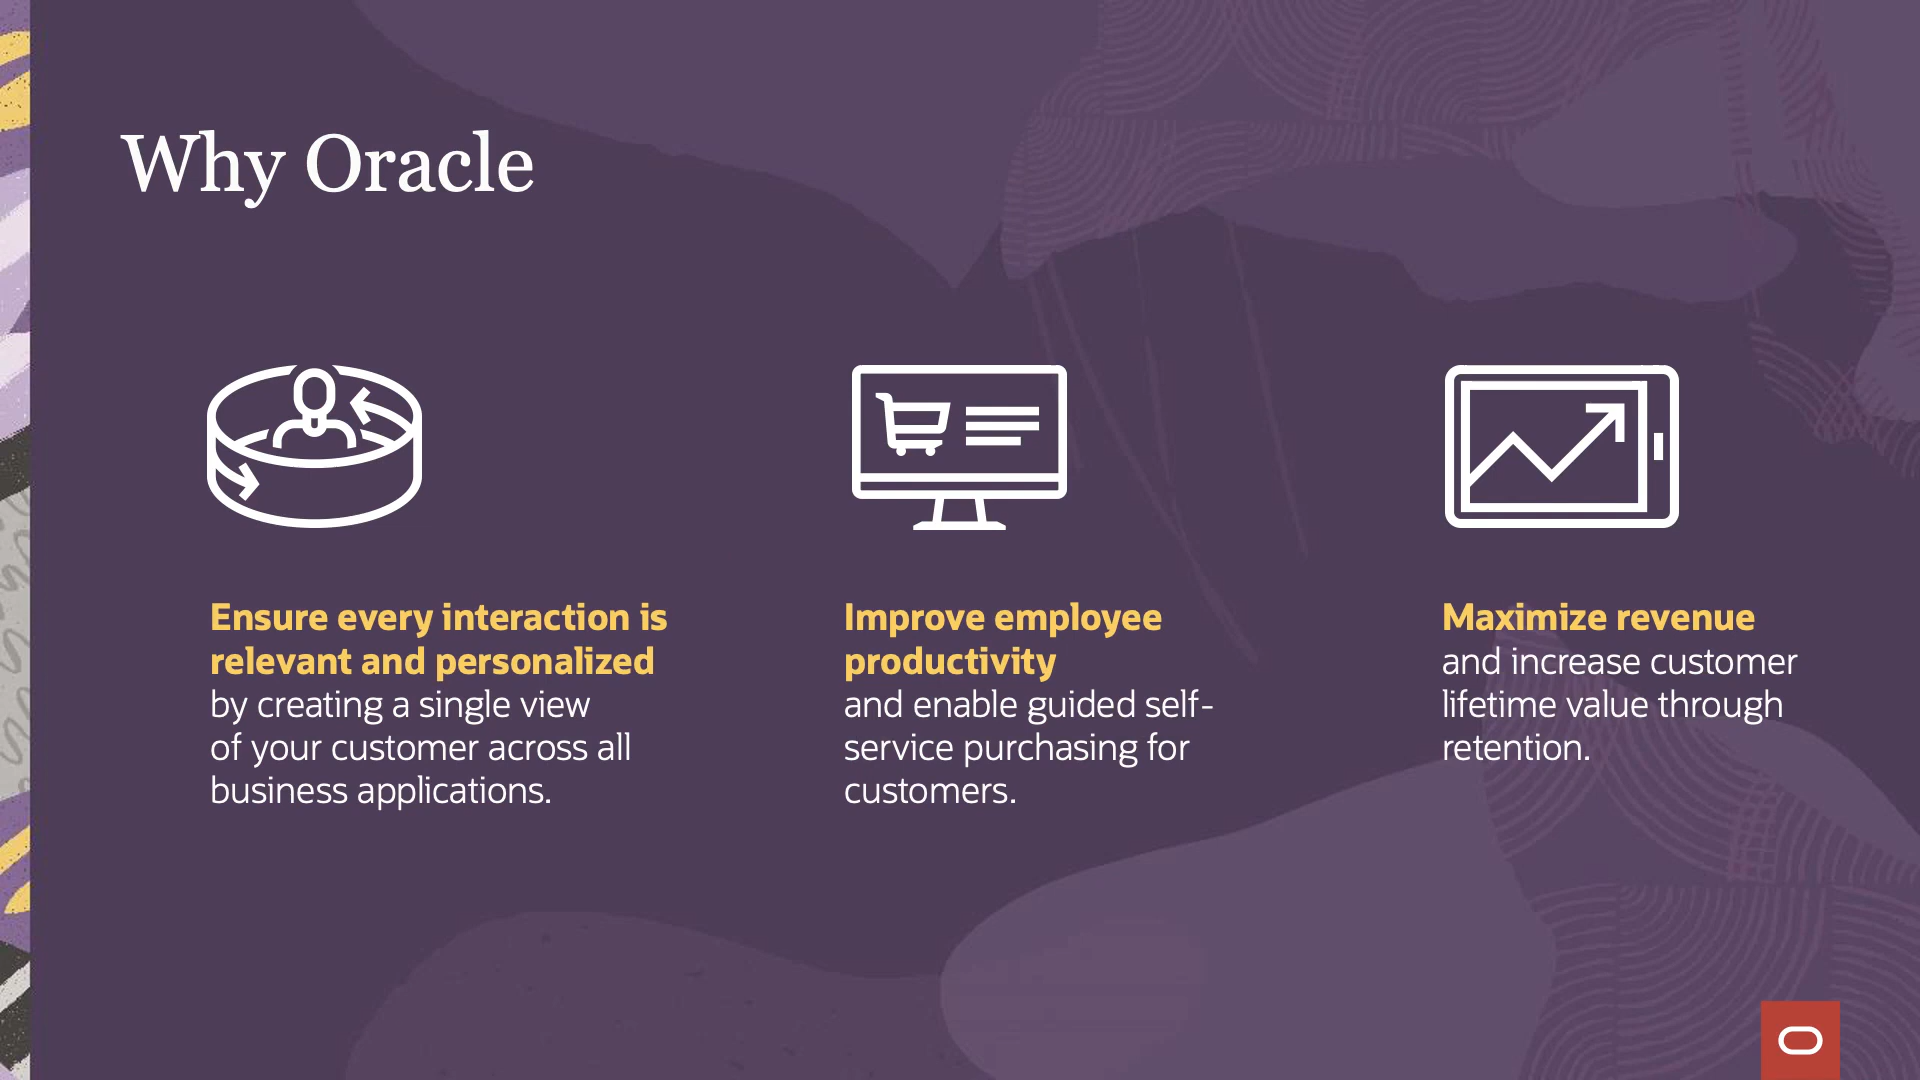 Why Oracle
Ensure every interaction is
relevant and personalized
by creating a single view
of your customer across all
business applications.
Improve employee
productivity
and enable guided self-
service purchasing for
customers.
Maximize revenue
and increase customer
lifetime value through
retention.